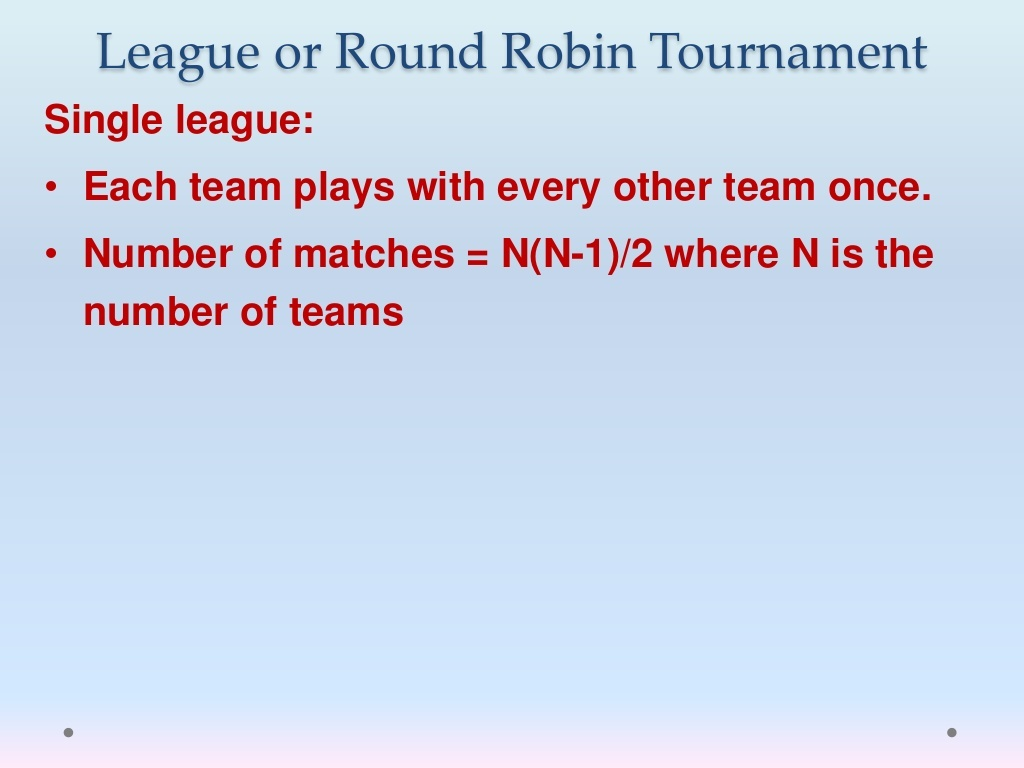 League or Round Robin Tournament
Single league:
• Each team plays with every other team once.
• Number of matches = N(N-1)/2 where N is the
number of teams